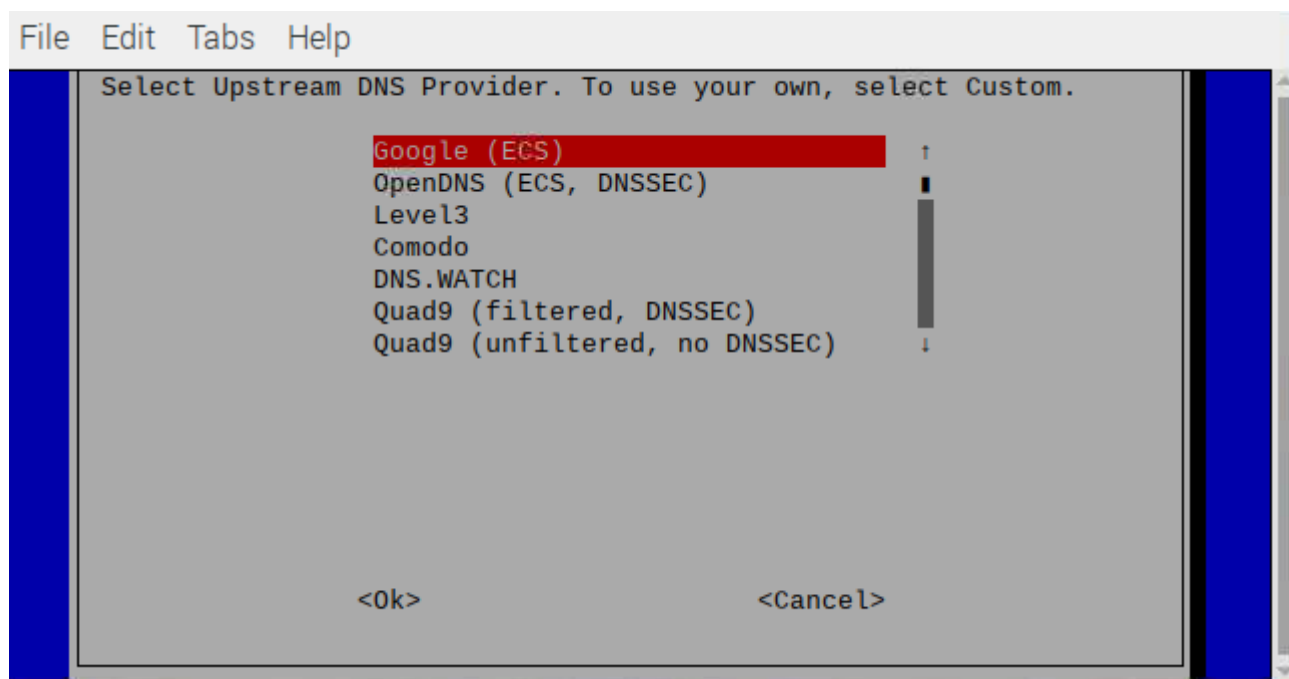 File Edit Tabs Help
Select Upstream DNS Provider. To use your own, select Custom.
Google (ECS)
OpenDNS (ECS, DNSSEC)
Level3
Comodo
DNS.WATCH
Quad9 (filtered, DNSSEC)
Quad9 (unfiltered, no DNSSEC)
<Ok> <Cancel>